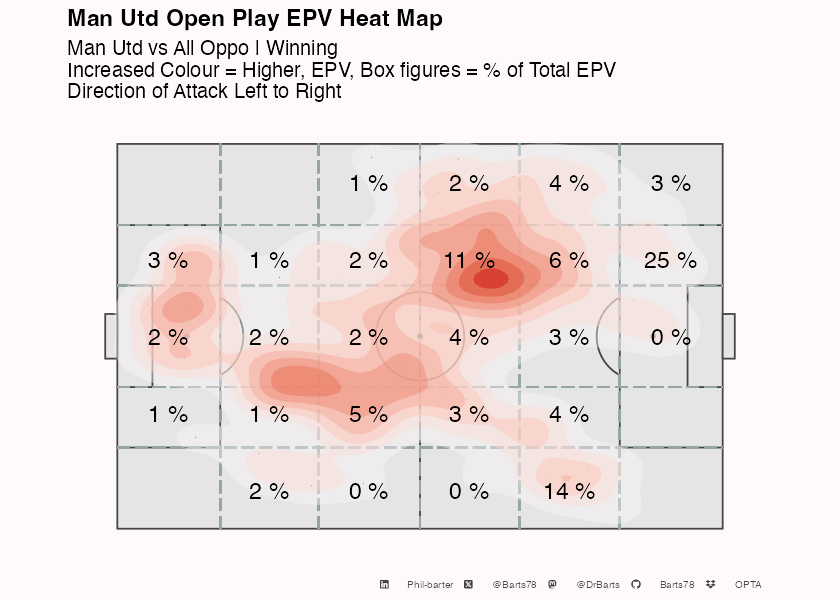 Man Utd Open Play EPV Heat Map
Man Utd vs All Oppo | Winning
Increased Colour = Higher, EPV, Box figures = % of Total EPV
Direction of Attack Left to Right
1 % 2 % 4 % 3 %
3 % 1 % 2 % 11 % 6 % 25 %
2 % 2 % 2 % 4 % 3 % 0 %
1 % 1 % 5 % 3 % 4 %
2 % 0 % 0 % 14 %
Phil-barter @Barts78 @DrBarts Barts78 OPTA